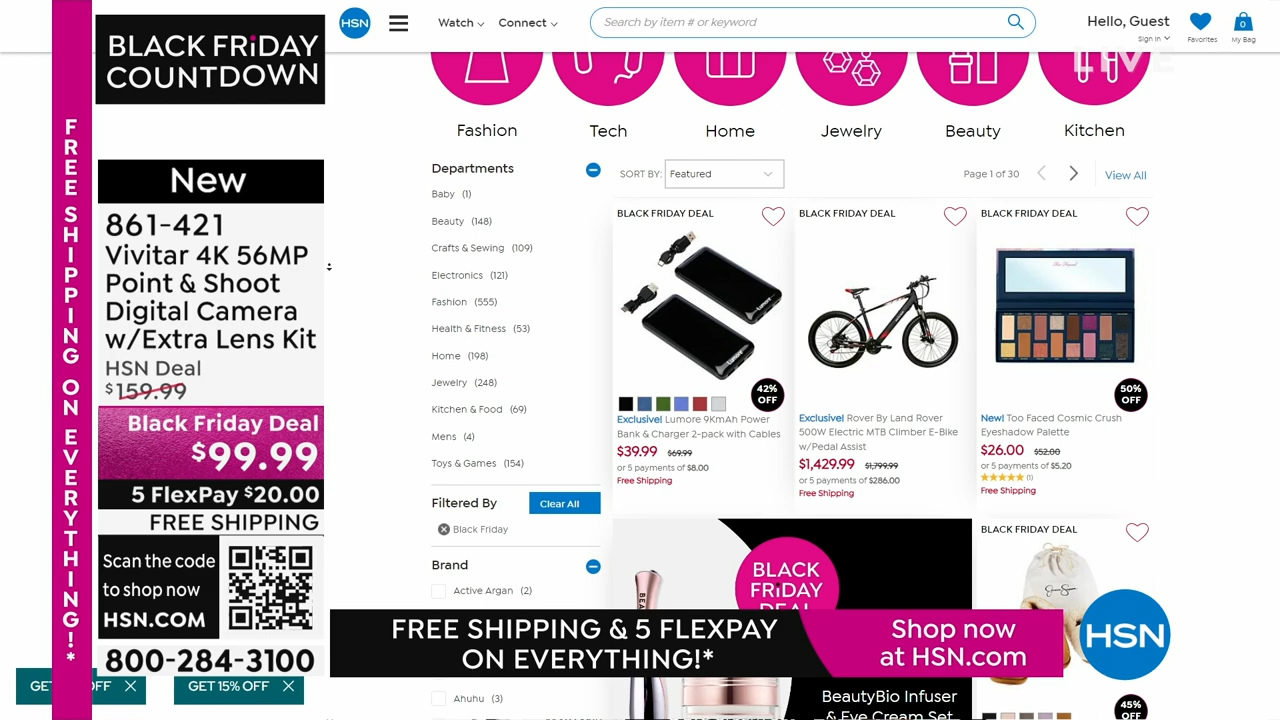 FREE SHIPPING ON EVERYTHING!*
BLACK FRiDAY
COUNTDOWN
New
861-421
Vivitar 4K 56MP
Point & Shoot
Digital Camera
w/Extra Lens Kit
HSN Deal
$159.99
Black Friday Deal
$99.99
5 FlexPay $20.00
FREE SHIPPING
Scan the code
to shop now
HSN.COM
800-284-3100
GET
OFF
GET 15% OFF
HSN
Watch
Connect
Search by item # or keyword
Hello, Guest
Sign In
Favorites
0
My Bag
LIVE
Fashion
Tech
Home
Jewelry
Beauty
Kitchen
Departments
Baby (1)
Beauty (148)
Crafts & Sewing (109)
Electronics (121)
Fashion (555)
Health & Fitness (53)
Home (198)
Jewelry (248)
Kitchen & Food (69)
Mens (4)
Toys & Games (154)
Filtered By
Clear All
Black Friday
Brand
Active Argan (2)
Ahuhu (3)
SORT BY: Featured
Page 1 of 30
View All
BLACK FRIDAY DEAL
Lumore
Lumore
42%
OFF
Exclusive! Lumore 9KmAh Power
Bank & Charger 2-pack with Cables
$39.99 $69.99
or 5 payments of $8.00
Free Shipping
BLACK FRIDAY DEAL
Exclusive! Rover By Land Rover
500W Electric MTB Climber E-Bike
w/Pedal Assist
$1,429.99 $1,799.99
or 5 payments of $286.00
Free Shipping
BLACK FRIDAY DEAL
50%
OFF
New! Too Faced Cosmic Crush
Eyeshadow Palette
$26.00 $52.00
or 5 payments of $5.20
(1)
Free Shipping
BLACK
FRiDAY
DEAL
BeautyBio Infuser
& Eye Cream Set
BLACK FRIDAY DEAL
45%
OFF
FREE SHIPPING & 5 FLEXPAY
ON EVERYTHING!*
Shop now
at HSN.com
HSN